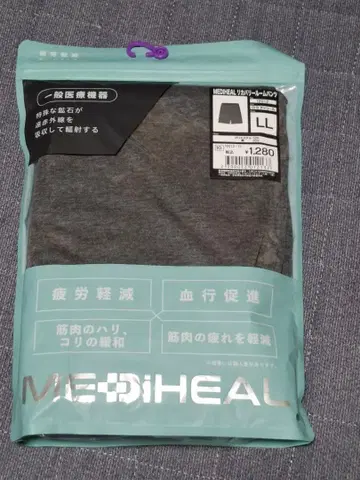 一般医療機器
特殊な鉱石が
遠赤外線を
吸収して輻射する
MEDIHEAL リカバリールームパンツ
LL
税込
¥1,280
疲労軽減
血行促進
筋肉のハリ、
コリの緩和
筋肉の疲れを軽減
MEDiHEAL